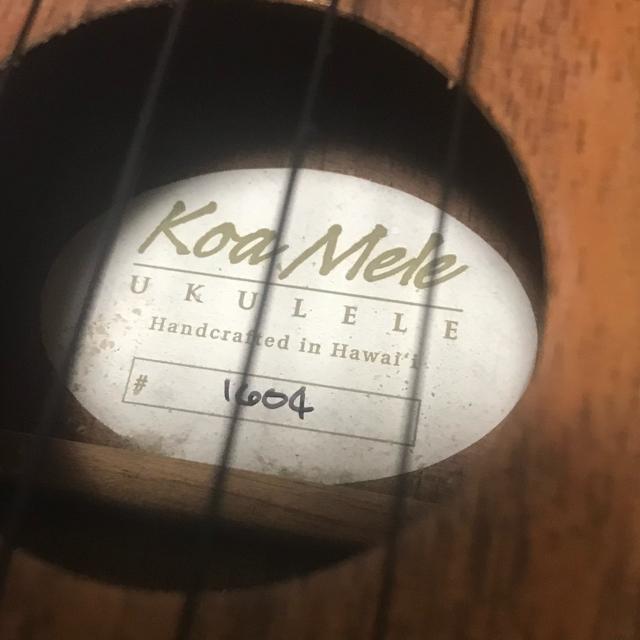 Koa Mele
UKULELE
Handcrafted in Hawai'i
# 1604